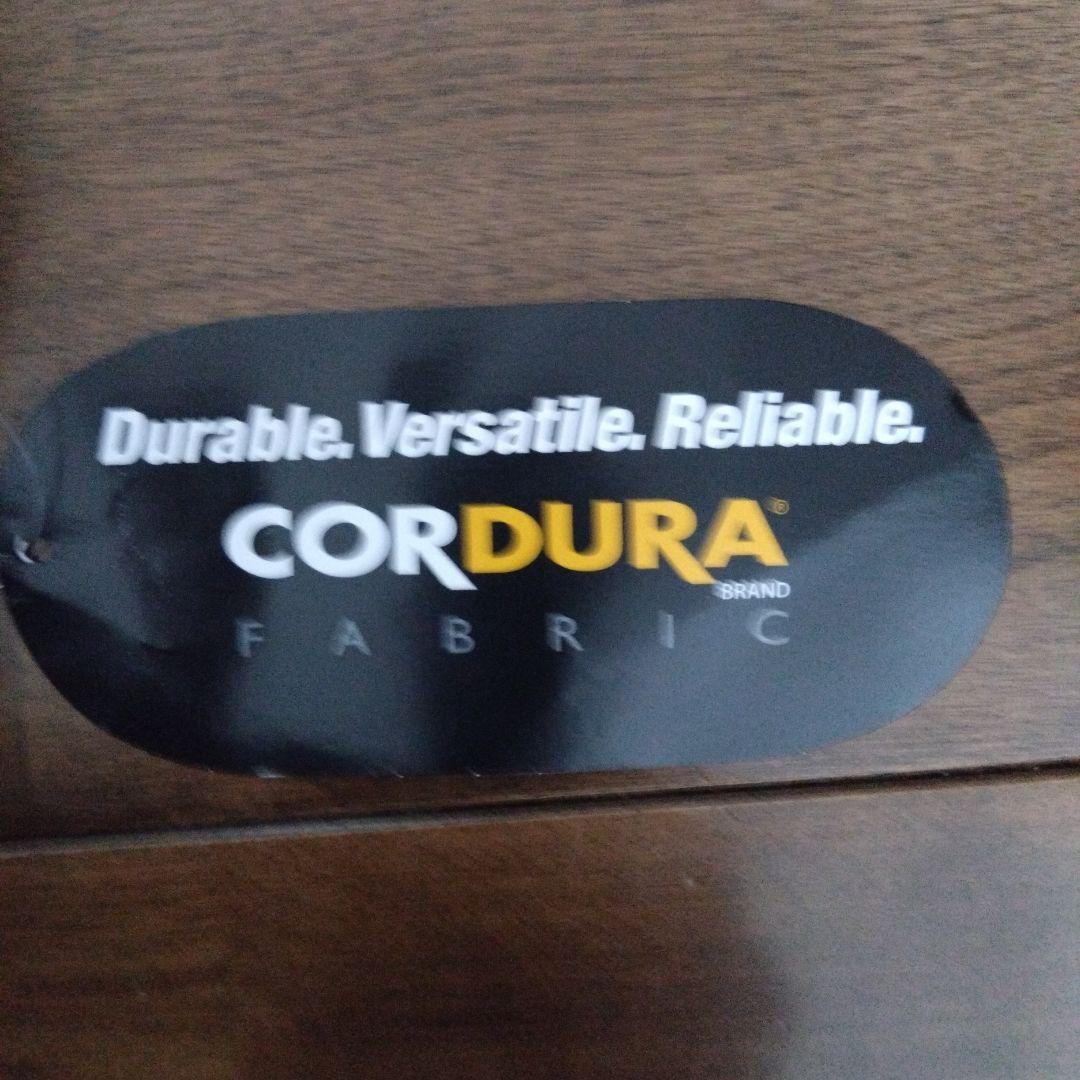 Durable. Versatile. Reliable.
CORDURA®
BRAND
FABRIC